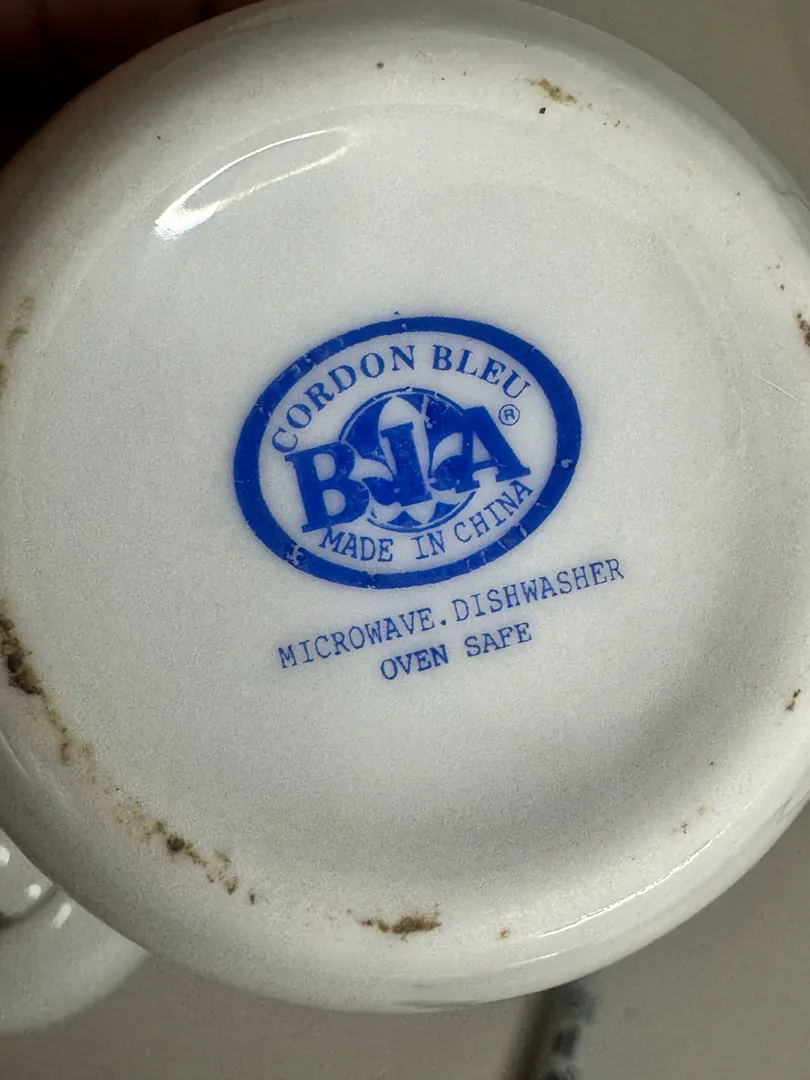 CORDON BLEU
BIA®
MADE IN CHINA
MICROWAVE.DISHWASHER
OVEN SAFE